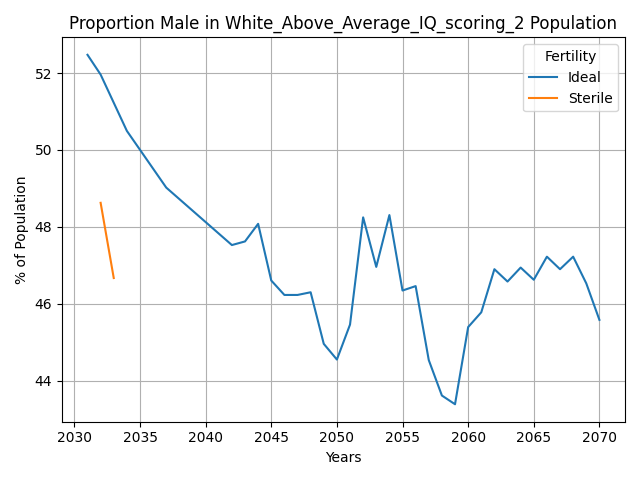 Proportion Male in White_Above_Average_IQ_scoring_2 Population
Fertility
Ideal
Sterile
% of Population
52
50
48
46
44
2030 2035 2040 2045 2050 2055 2060 2065 2070
Years